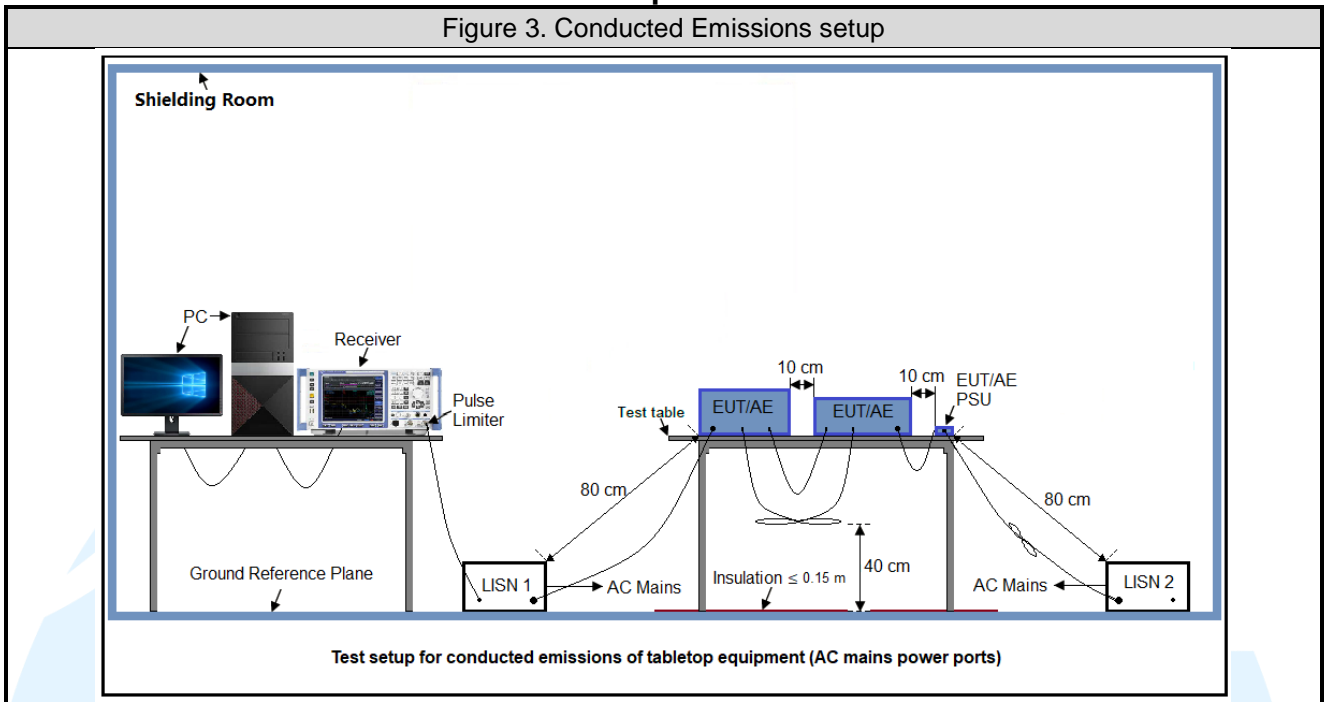 Figure 3. Conducted Emissions setup
Shielding Room
PC
Receiver
Pulse
Limiter
10 cm
10 cm
EUT/AE
PSU
Test table
EUT/AE
EUT/AE
80 cm
80 cm
Ground Reference Plane
LISN 1
AC Mains
Insulation ≤ 0.15 m
40 cm
AC Mains
LISN 2
Test setup for conducted emissions of tabletop equipment (AC mains power ports)